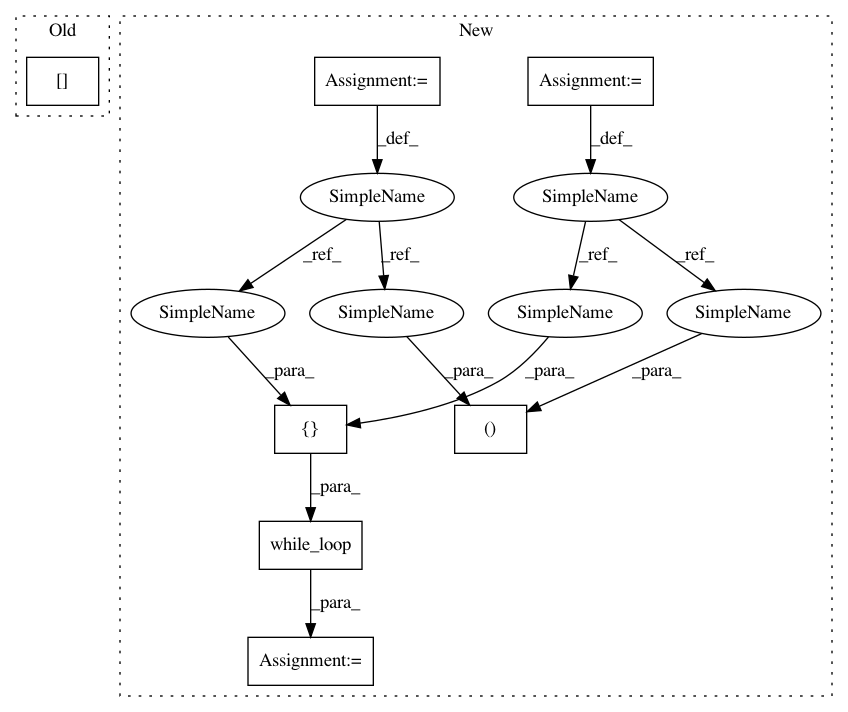 Old
New
[]
Assignment:=
Assignment:=
_def_
_def_
SimpleName
SimpleName
_ref_
_ref_
_ref_
_ref_
SimpleName
SimpleName
SimpleName
SimpleName
_para_
_para_
_para_
_para_
{}
()
_para_
while_loop
_para_
Assignment:=